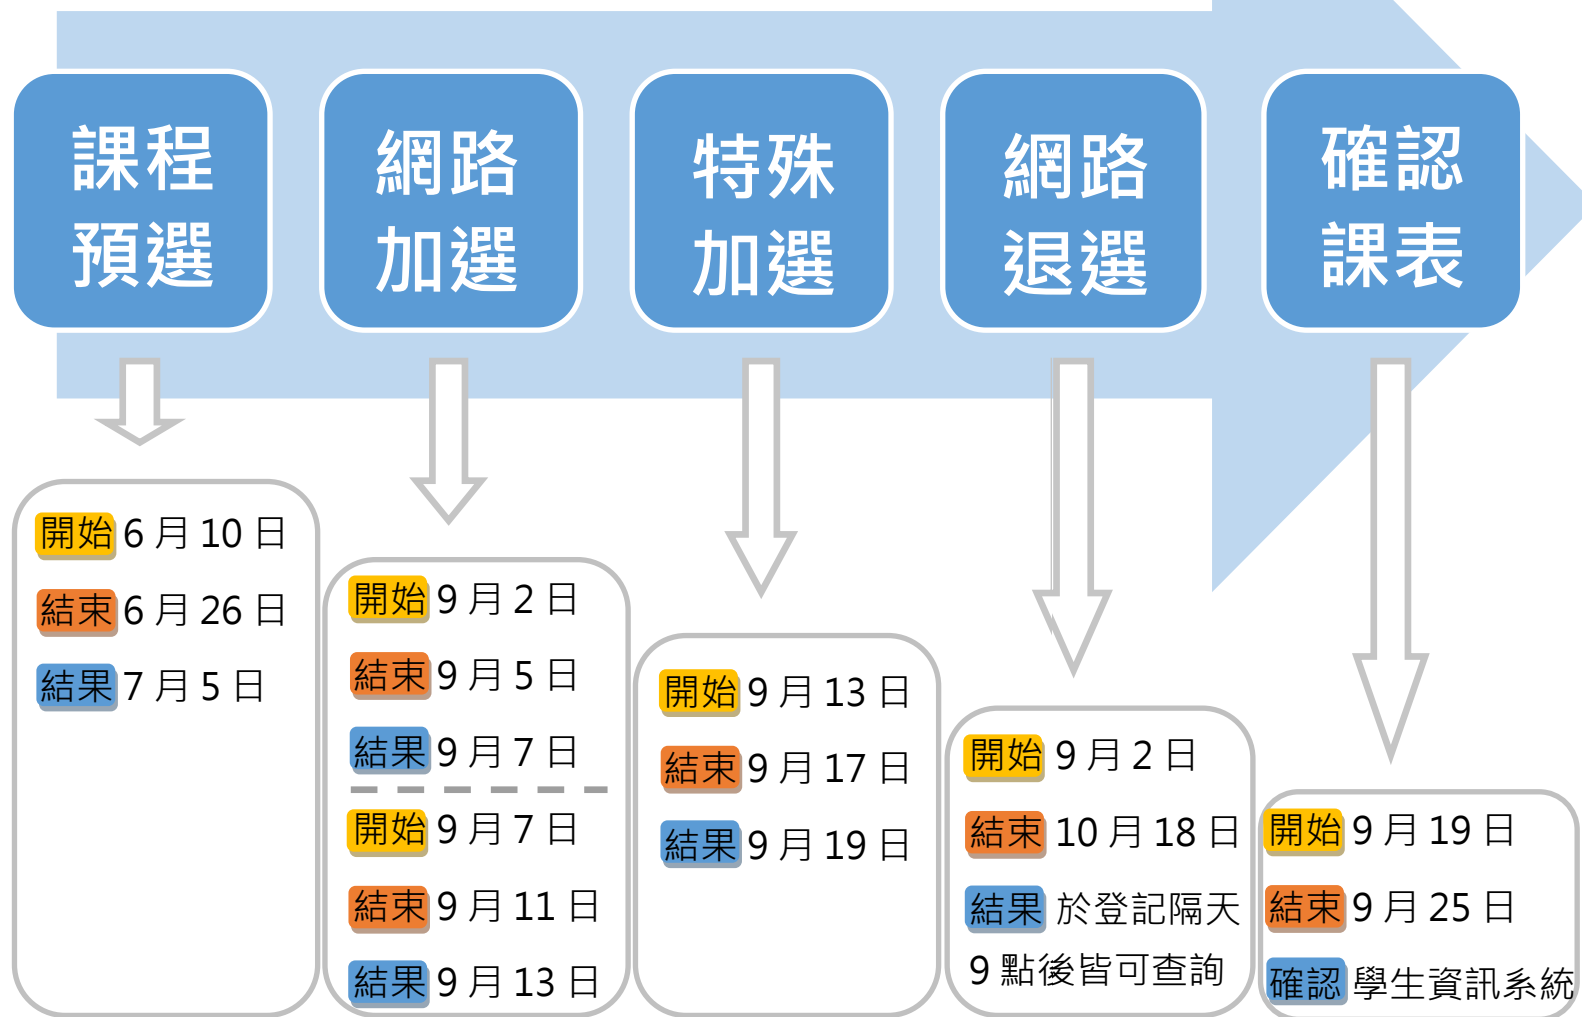 課程
預選
網路
加選
特殊
加選
網路
退選
確認
課表
開始 6 月 10 日
結束 6 月 26 日
結果 7 月 5 日
開始 9 月 2 日
結束 9 月 5 日
結果 9 月 7 日
開始 9 月 7 日
結束 9 月 11 日
結果 9 月 13 日
開始 9 月 13 日
結束 9 月 17 日
結果 9 月 19 日
開始 9 月 2 日
結束 10 月 18 日
結果 於登記隔天
9 點後皆可查詢
開始 9 月 19 日
結束 9 月 25 日
確認 學生資訊系統